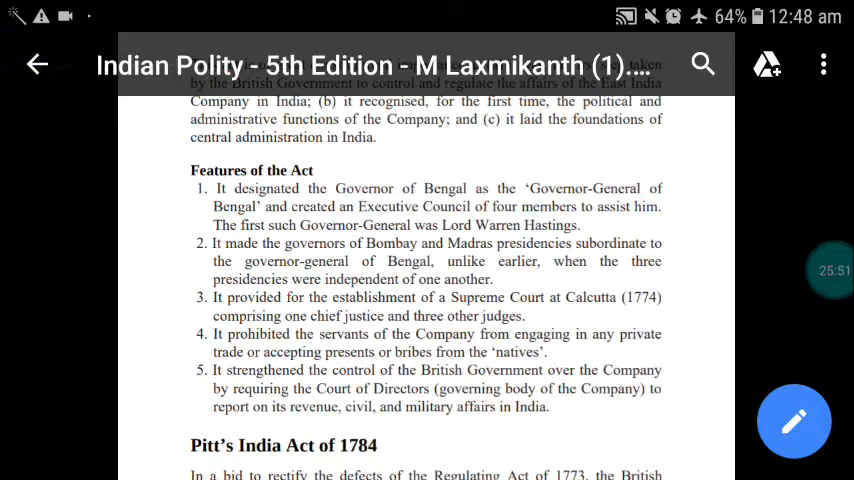 64% 12:48 am
Indian Polity - 5th Edition - M Laxmikanth (1)....
taken
by the British Government to control and regulate the affairs of the East India
Company in India; (b) it recognised, for the first time, the political and
administrative functions of the Company; and (c) it laid the foundations of
central administration in India.
Features of the Act
1. It designated the Governor of Bengal as the ‘Governor-General of
Bengal’ and created an Executive Council of four members to assist him.
The first such Governor-General was Lord Warren Hastings.
2. It made the governors of Bombay and Madras presidencies subordinate to
the governor-general of Bengal, unlike earlier, when the three
presidencies were independent of one another.
3. It provided for the establishment of a Supreme Court at Calcutta (1774)
comprising one chief justice and three other judges.
4. It prohibited the servants of the Company from engaging in any private
trade or accepting presents or bribes from the ‘natives’.
5. It strengthened the control of the British Government over the Company
by requiring the Court of Directors (governing body of the Company) to
report on its revenue, civil, and military affairs in India.
25:51
Pitt’s India Act of 1784
In a bid to rectify the defects of the Regulating Act of 1773, the British